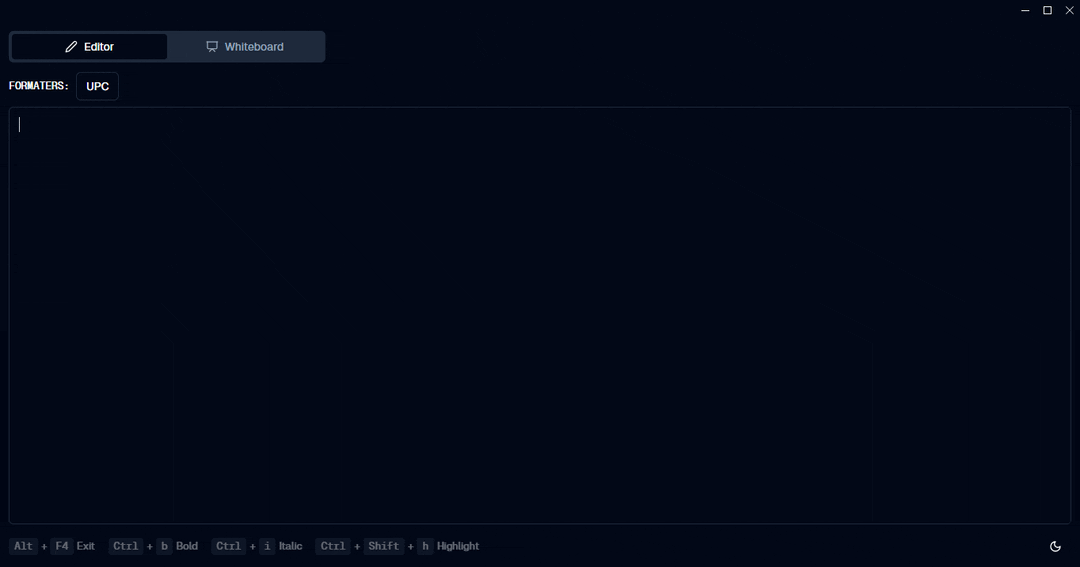 Editor Whiteboard
FORMATERS: UPC
Alt + F4 Exit Ctrl + b Bold Ctrl + i Italic Ctrl + Shift + h Highlight